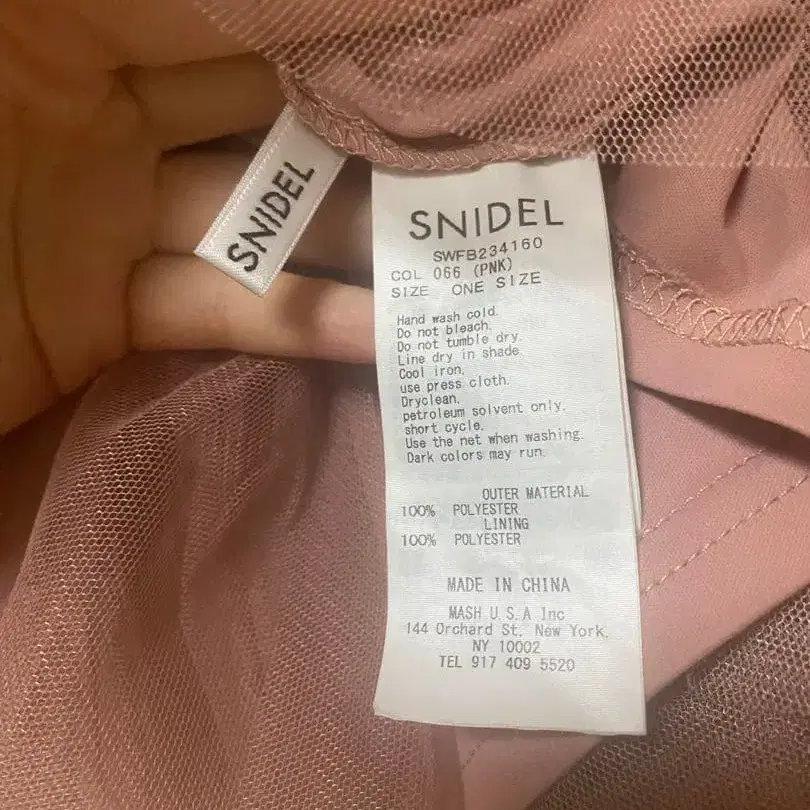 SNIDEL
SNIDEL
SWFB234160
COL 066 (PNK)
SIZE ONE SIZE
Hand wash cold.
Do not bleach.
Do not tumble dry.
Line dry in shade
Cool iron.
use press cloth.
Dryclean.
petroleum solvent only.
short cycle.
Use the net when washing.
Dark colors may run.
OUTER MATERIAL
100% POLYESTER
LINING
100% POLYESTER
MADE IN CHINA
MASH U.S.A Inc
144 Orchard St. New York.
NY 10002
TEL 917 409 5520